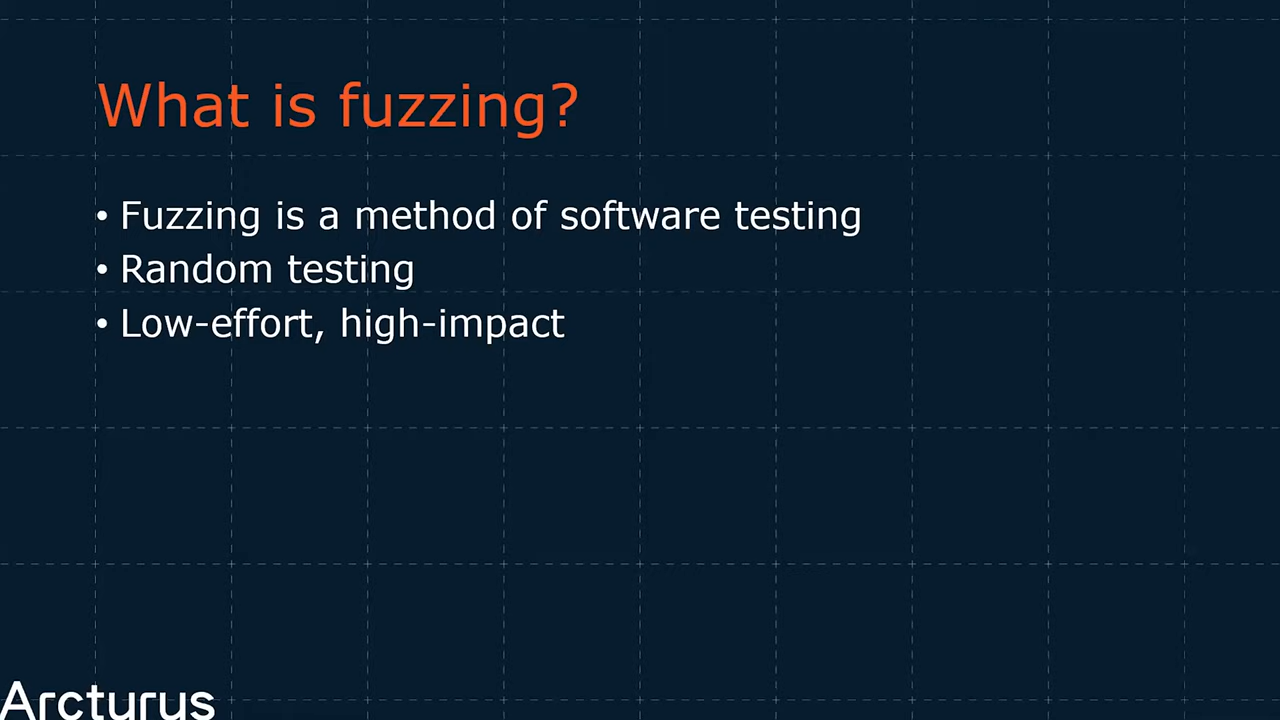 What is fuzzing?
• Fuzzing is a method of software testing
• Random testing
• Low-effort, high-impact
Arcturus